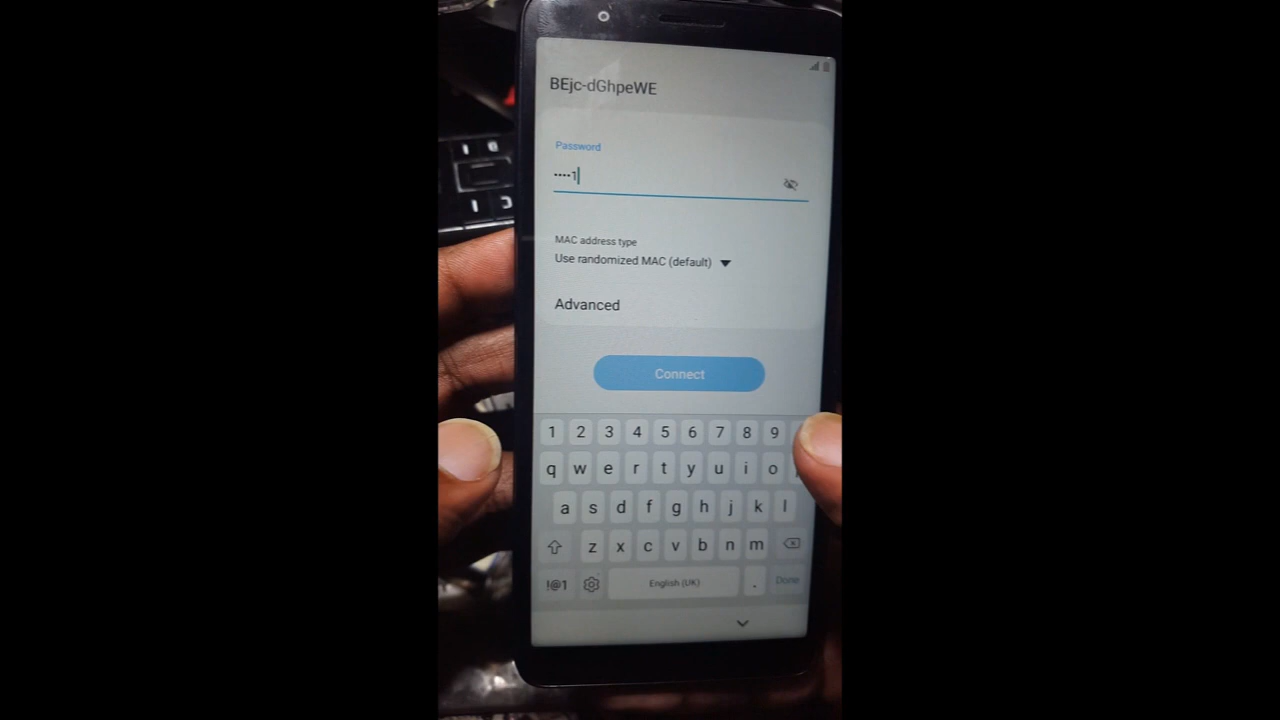 BEjc-dGhpeWE
Password
••••1
MAC address type
Use randomized MAC (default)
Advanced
Connect
1 2 3 4 5 6 7 8 9
q w e r t y u i o
a s d f g h j k l
z x c v b n m
!@1 English (UK) . Done